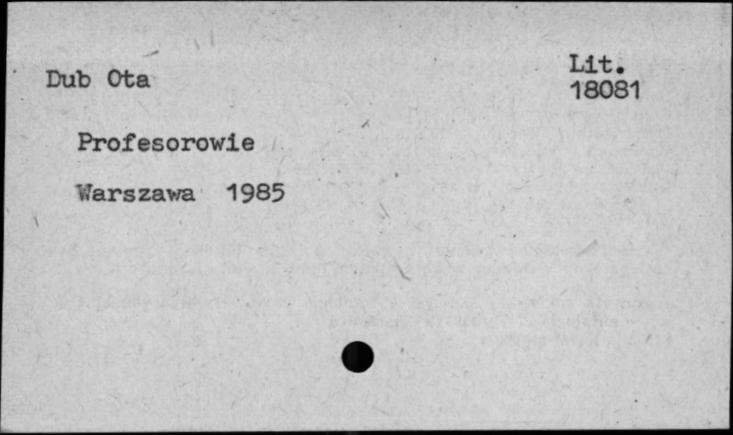 Dub Ota
Lit.
18081
Profesorowie
Warszawa 1985